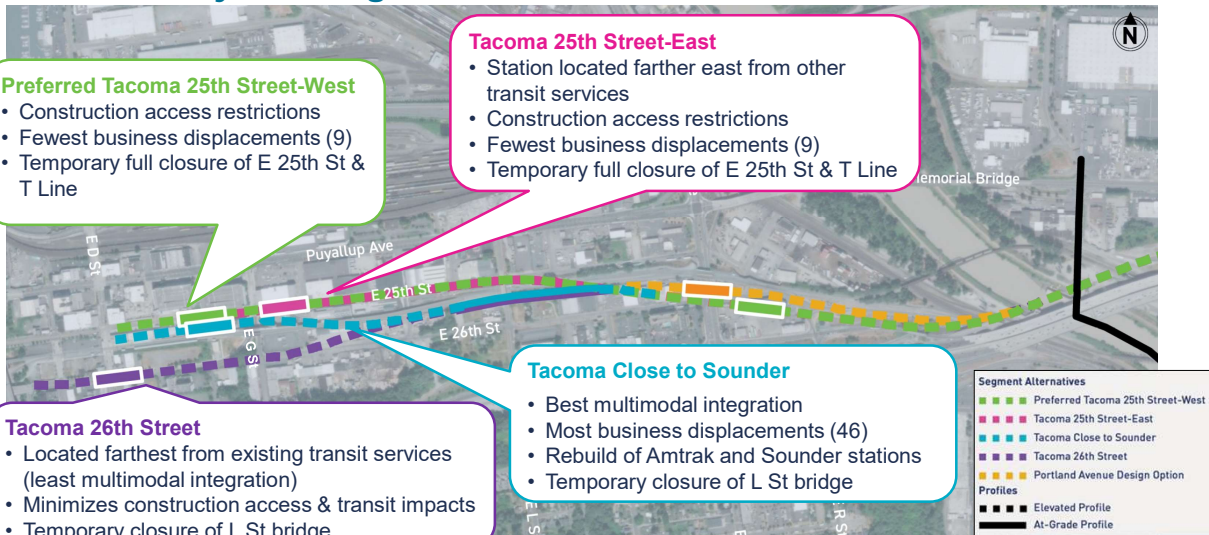 Tacoma 25th Street-East
• Station located farther east from other
transit services
• Construction access restrictions
• Fewest business displacements (9)
• Temporary full closure of E 25th St & T Line
Preferred Tacoma 25th Street-West
• Construction access restrictions
• Fewest business displacements (9)
• Temporary full closure of E 25th St &
T Line
N
Memorial Bridge
E D St
Puyallup Ave
E 25th St
E G St
E 26th St
Tacoma Close to Sounder
• Best multimodal integration
• Most business displacements (46)
• Rebuild of Amtrak and Sounder stations
• Temporary closure of L St bridge
Tacoma 26th Street
• Located farthest from existing transit services
(least multimodal integration)
• Minimizes construction access & transit impacts
• Temporary closure of L St bridge
E L S
Segment Alternatives
Preferred Tacoma 25th Street-West
Tacoma 25th Street-East
Tacoma Close to Sounder
Tacoma 26th Street
Portland Avenue Design Option
Profiles
Elevated Profile
At-Grade Profile